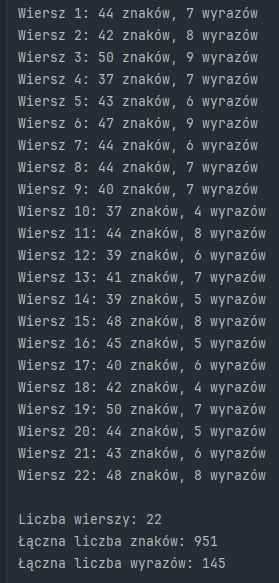 Wiersz 1: 44 znaków, 7 wyrazów
Wiersz 2: 42 znaków, 8 wyrazów
Wiersz 3: 50 znaków, 9 wyrazów
Wiersz 4: 37 znaków, 7 wyrazów
Wiersz 5: 43 znaków, 6 wyrazów
Wiersz 6: 47 znaków, 9 wyrazów
Wiersz 7: 44 znaków, 6 wyrazów
Wiersz 8: 44 znaków, 7 wyrazów
Wiersz 9: 40 znaków, 7 wyrazów
Wiersz 10: 37 znaków, 4 wyrazów
Wiersz 11: 44 znaków, 8 wyrazów
Wiersz 12: 39 znaków, 6 wyrazów
Wiersz 13: 41 znaków, 7 wyrazów
Wiersz 14: 39 znaków, 5 wyrazów
Wiersz 15: 48 znaków, 8 wyrazów
Wiersz 16: 45 znaków, 5 wyrazów
Wiersz 17: 40 znaków, 6 wyrazów
Wiersz 18: 42 znaków, 4 wyrazów
Wiersz 19: 50 znaków, 7 wyrazów
Wiersz 20: 44 znaków, 5 wyrazów
Wiersz 21: 43 znaków, 6 wyrazów
Wiersz 22: 48 znaków, 8 wyrazów
Liczba wierszy: 22
Łączna liczba znaków: 951
Łączna liczba wyrazów: 145